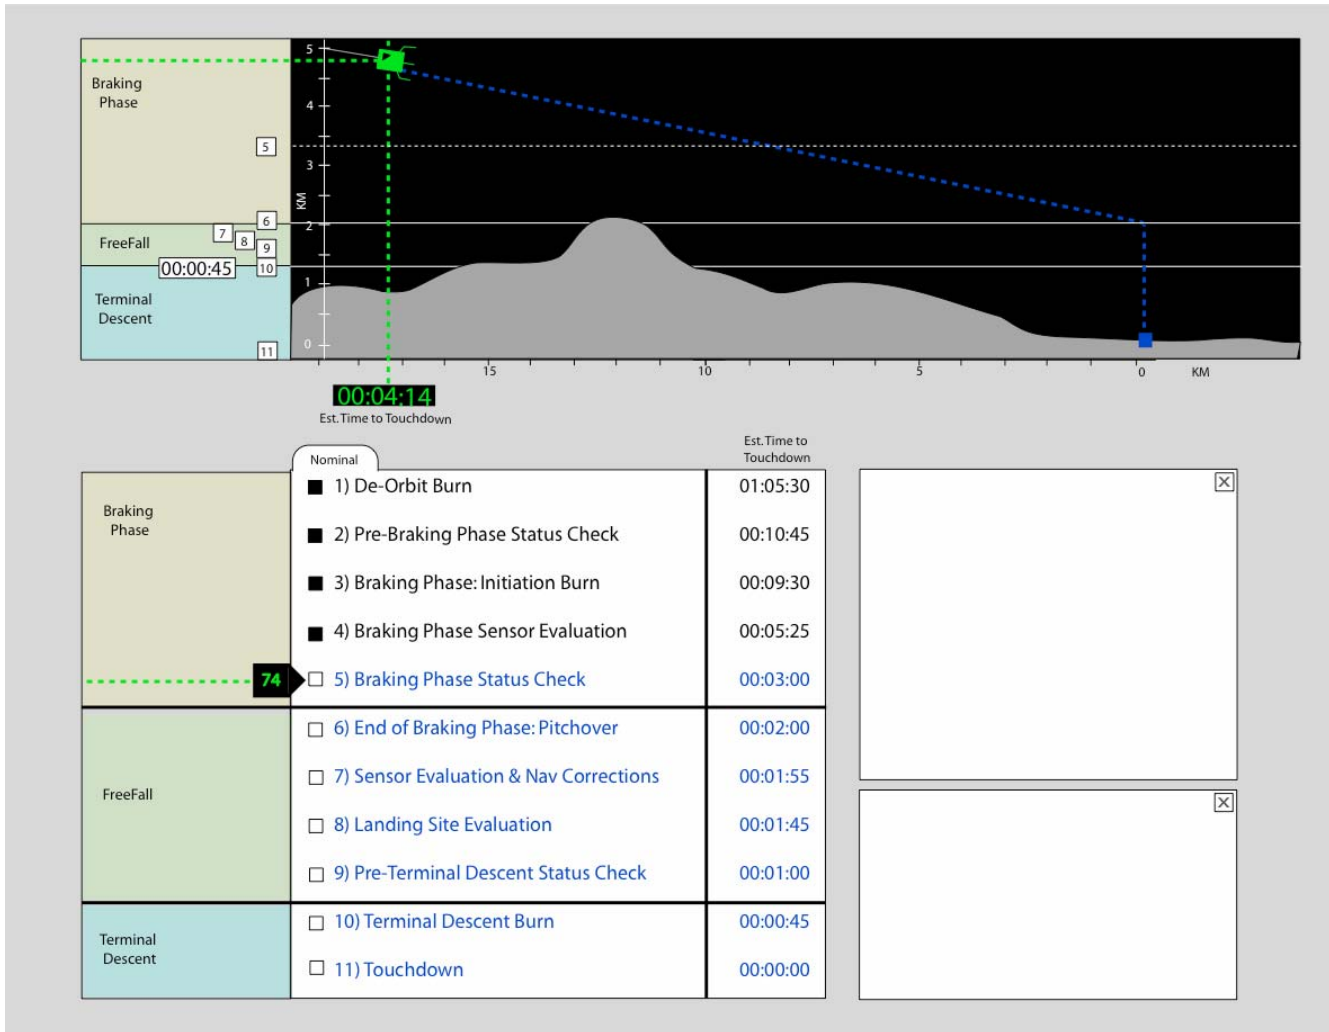 Braking
Phase
5
6
7
8
9
FreeFall
00:00:45
10
Terminal
Descent
11
5
4
3
KM
2
1
0
15
10
5
0
KM
00:04:14
Est. Time to Touchdown
Est. Time to
Touchdown
Nominal
Braking
Phase
1) De-Orbit Burn 01:05:30
2) Pre-Braking Phase Status Check 00:10:45
3) Braking Phase: Initiation Burn 00:09:30
4) Braking Phase Sensor Evaluation 00:05:25
74 5) Braking Phase Status Check 00:03:00
6) End of Braking Phase: Pitchover 00:02:00
7) Sensor Evaluation & Nav Corrections 00:01:55
FreeFall
8) Landing Site Evaluation 00:01:45
9) Pre-Terminal Descent Status Check 00:01:00
10) Terminal Descent Burn 00:00:45
Terminal
Descent
11) Touchdown 00:00:00